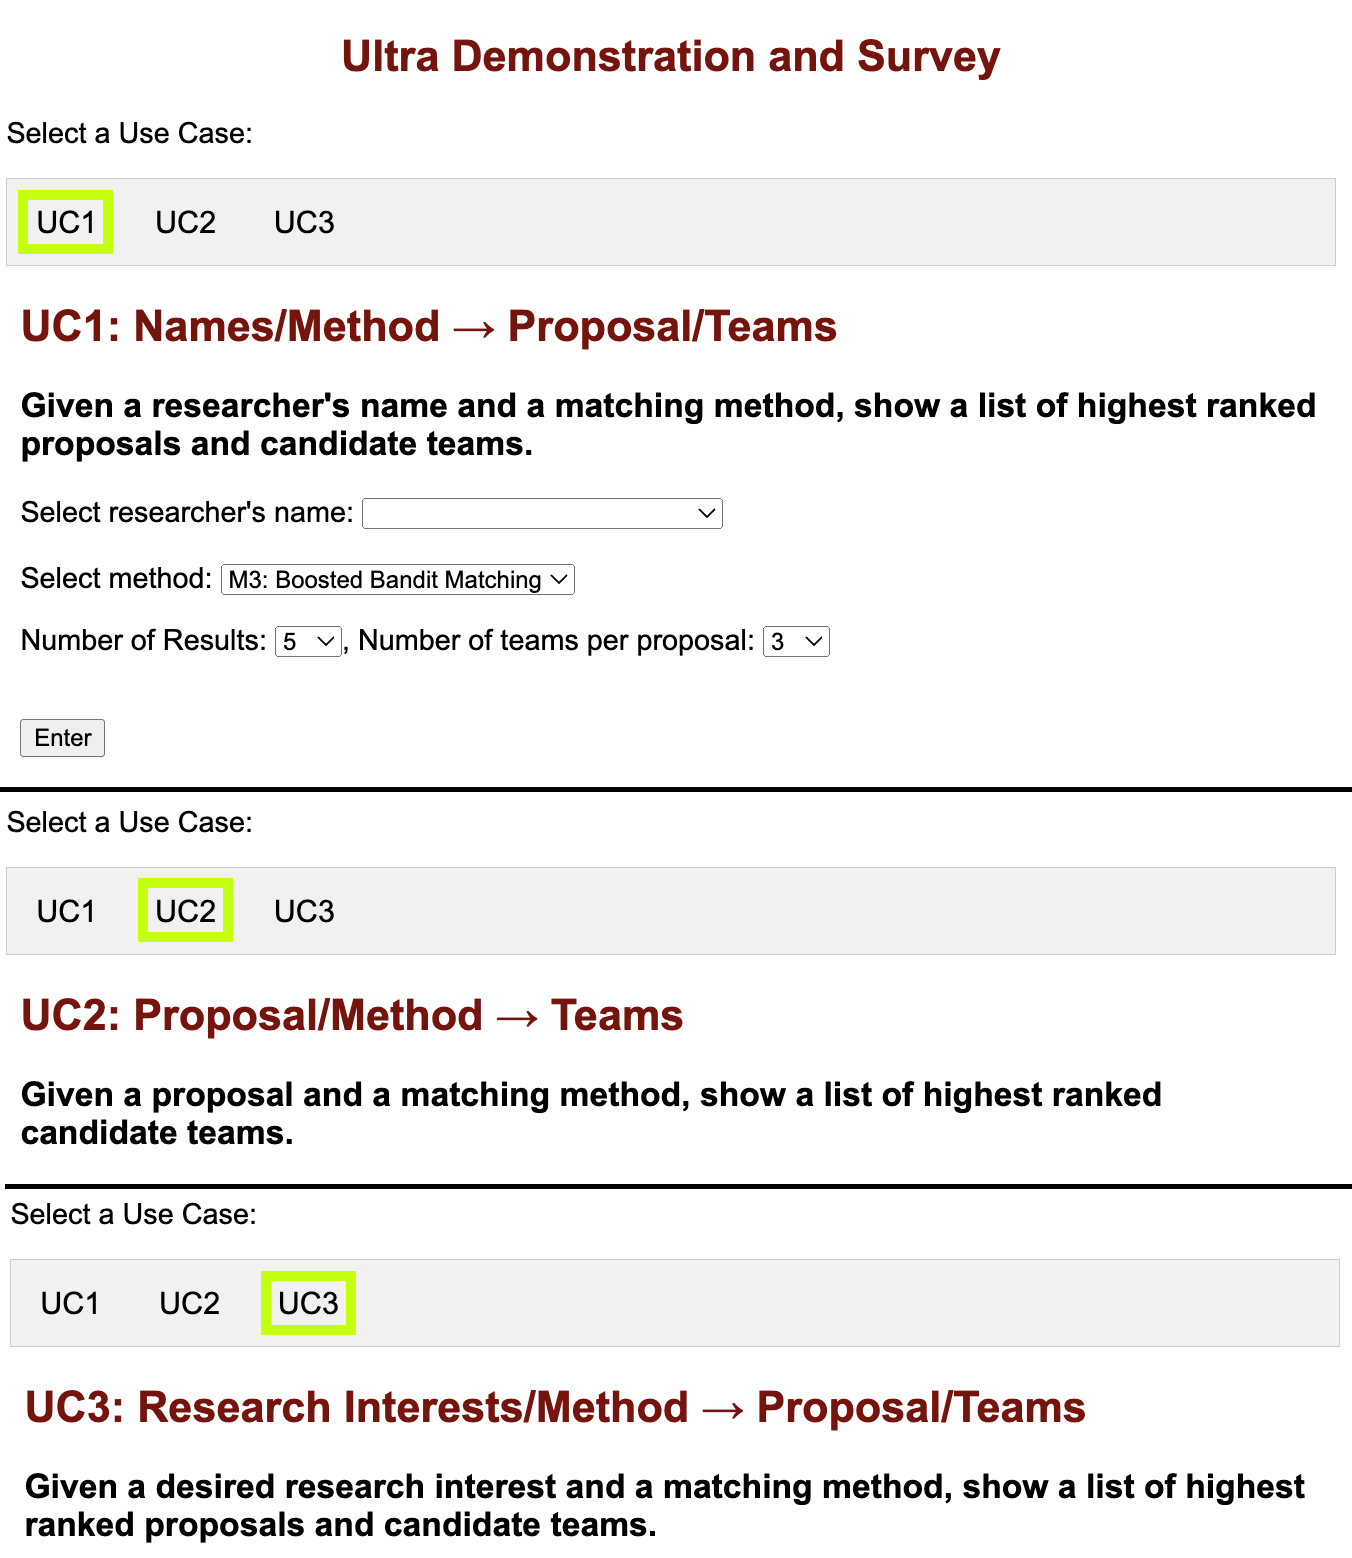 Ultra Demonstration and Survey
Select a Use Case:
UC1 UC2 UC3
UC1: Names/Method → Proposal/Teams
Given a researcher's name and a matching method, show a list of highest ranked
proposals and candidate teams.
Select researcher's name:
Select method: M3: Boosted Bandit Matching
Number of Results: 5 , Number of teams per proposal: 3
Enter
Select a Use Case:
UC1 UC2 UC3
UC2: Proposal/Method → Teams
Given a proposal and a matching method, show a list of highest ranked
candidate teams.
Select a Use Case:
UC1 UC2 UC3
UC3: Research Interests/Method → Proposal/Teams
Given a desired research interest and a matching method, show a list of highest
ranked proposals and candidate teams.